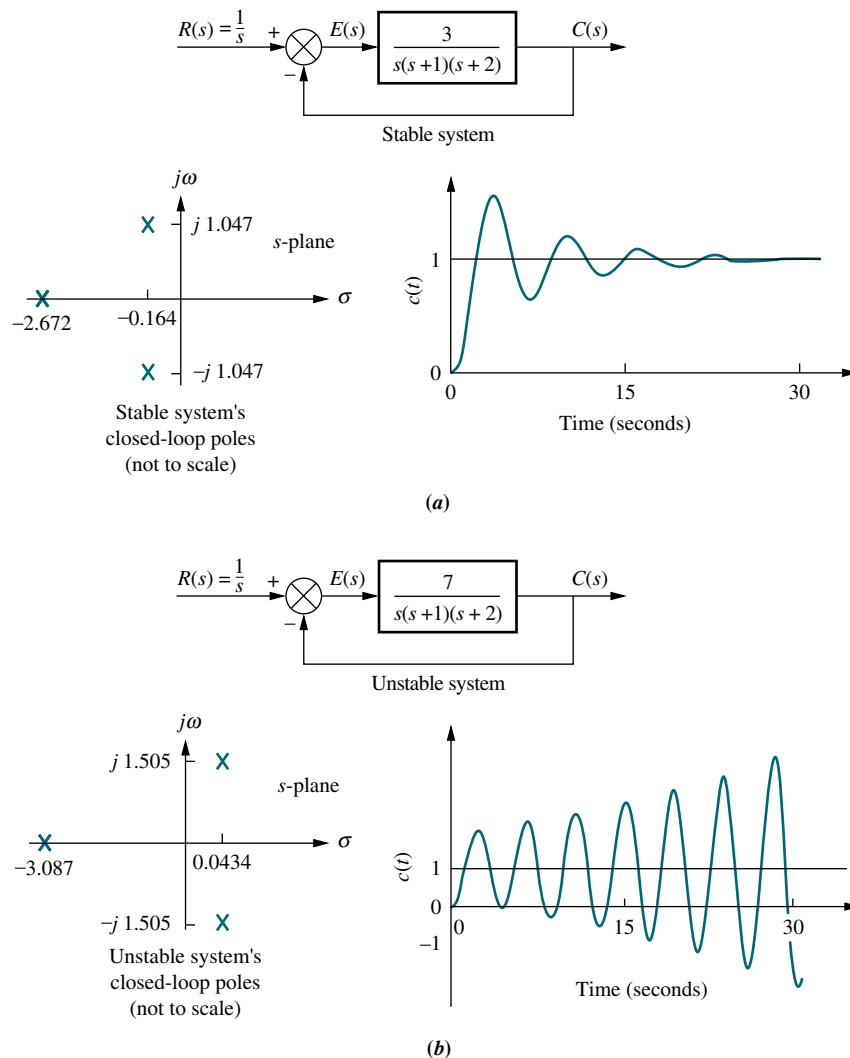 R(s) = 1/s + − E(s) 3/(s(s+1)(s+2)) C(s)
Stable system
jω
j 1.047
s-plane
σ
−2.672
−0.164
−j 1.047
Stable system's
closed-loop poles
(not to scale)
c(t)
1
0
0 15 30
Time (seconds)
(a)
R(s) = 1/s + − E(s) 7/(s(s+1)(s+2)) C(s)
Unstable system
jω
j 1.505
s-plane
σ
−3.087
0.0434
−j 1.505
Unstable system's
closed-loop poles
(not to scale)
c(t)
1
0
−1
0 15 30
Time (seconds)
(b)